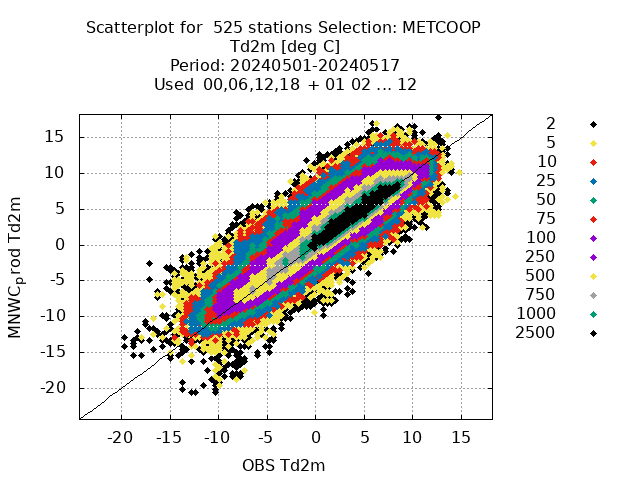 Scatterplot for 525 stations Selection: METCOOP
Td2m [deg C]
Period: 20240501-20240517
Used 00,06,12,18 + 01 02 ... 12
MNWC_prod Td2m
15
10
5
0
-5
-10
-15
-20
-20 -15 -10 -5 0 5 10 15
OBS Td2m
2
5
10
25
50
75
100
250
500
750
1000
2500